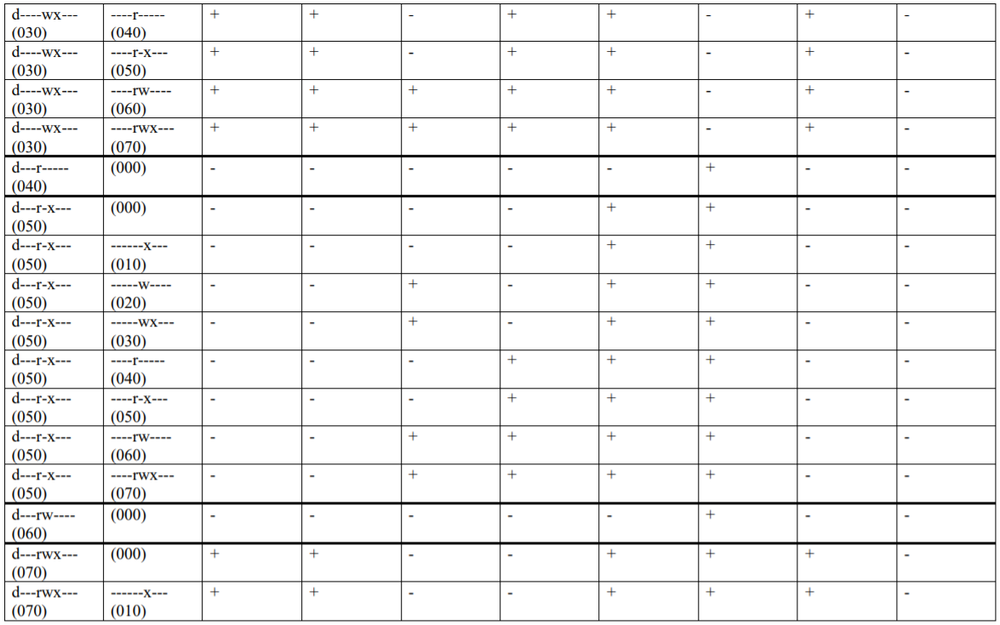 d----wx--- ----r----- + + - + + - + -
(030) (040)
d----wx--- ----r-x--- + + - + + - + -
(030) (050)
d----wx--- ----rw---- + + + + + - + -
(030) (060)
d----wx--- ----rwx--- + + + + + - + -
(030) (070)
d---r----- (000) - - - - - + - -
(040)
d---r-x--- (000) - - - - + + - -
(050)
d---r-x--- ------x--- - - - - + + - -
(050) (010)
d---r-x--- -----w---- - - + - + + - -
(050) (020)
d---r-x--- -----wx--- - - + - + + - -
(050) (030)
d---r-x--- ----r----- - - - + + + - -
(050) (040)
d---r-x--- ----r-x--- - - - + + + - -
(050) (050)
d---r-x--- ----rw---- - - + + + + - -
(050) (060)
d---r-x--- ----rwx--- - - + + + + - -
(050) (070)
d---rw---- (000) - - - - - + - -
(060)
d---rwx--- (000) + + - - + + + -
(070)
d---rwx--- ------x--- + + - - + + + -
(070) (010)